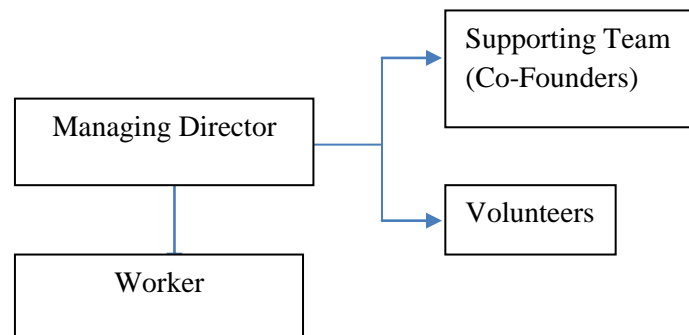 Supporting Team
(Co-Founders)
Managing Director
Volunteers
Worker